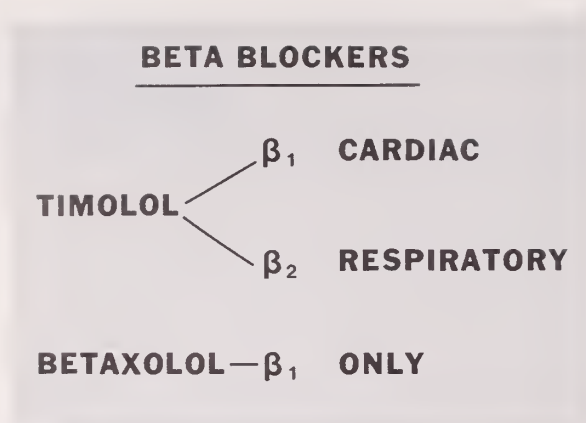 BETA BLOCKERS
β₁ CARDIAC
TIMOLOL
β₂ RESPIRATORY
BETAXOLOL—β₁ ONLY